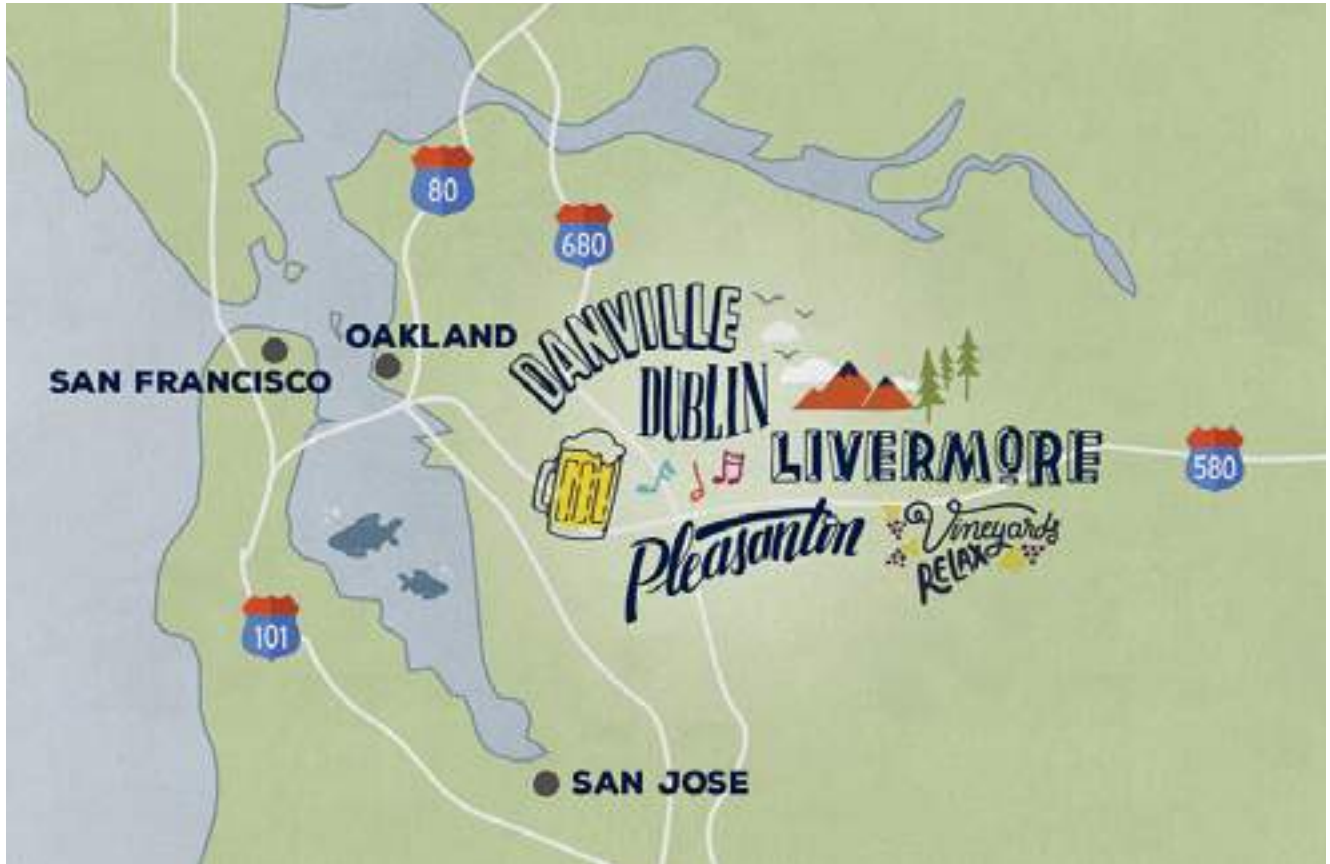 80
680
DANVILLE
OAKLAND
SAN FRANCISCO
DUBLIN
LIVERMORE
580
Pleasanton
Vineyards
RELAX
101
SAN JOSE